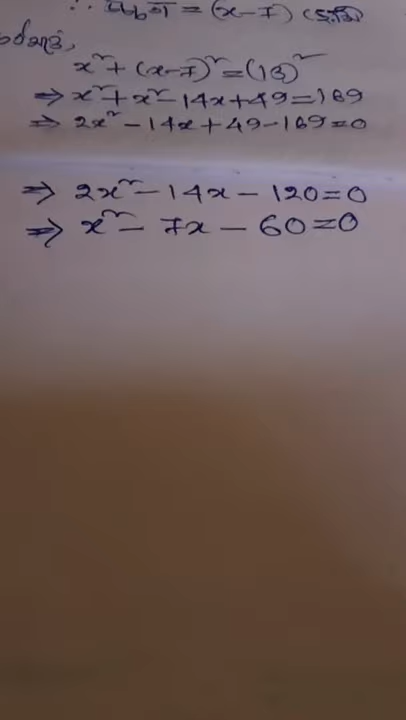 = (x-7)
x² + (x-7)² = (13)²
⇒ x² + x² - 14x + 49 = 169
⇒ 2x² - 14x + 49 - 169 = 0
⇒ 2x² - 14x - 120 = 0
⇒ x² - 7x - 60 = 0